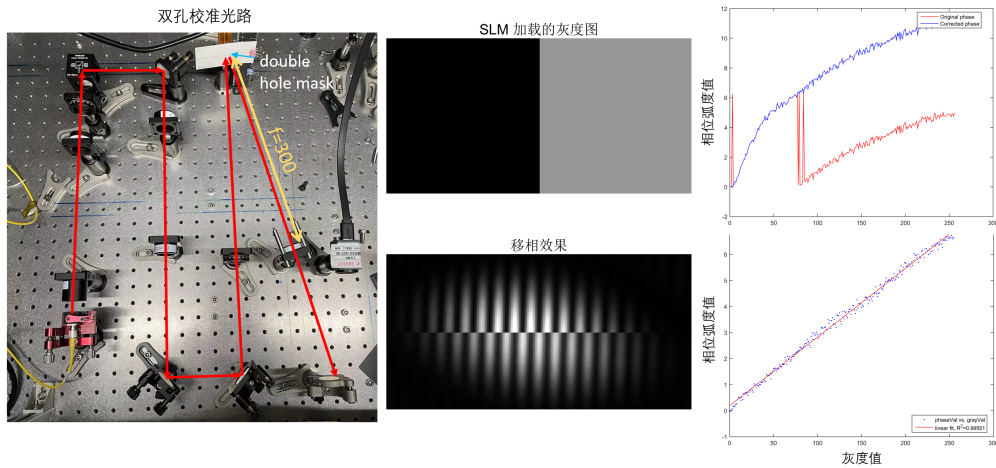 双孔校准光路
double
hole mask
f=300
SLM 加载的灰度图
移相效果
相位弧度值
12
10
8
6
4
2
0
-2
0
50
100
150
200
250
300
Original phase
Corrected phase
相位弧度值
6
5
4
3
2
1
0
-1
0
50
100
150
200
250
300
phaseVal vs. grayVal
linear fit, R²=0.99551
灰度值